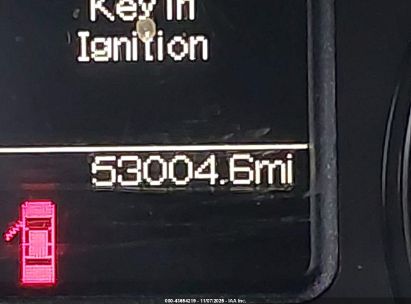 Key in
Ignition
53004.6mi